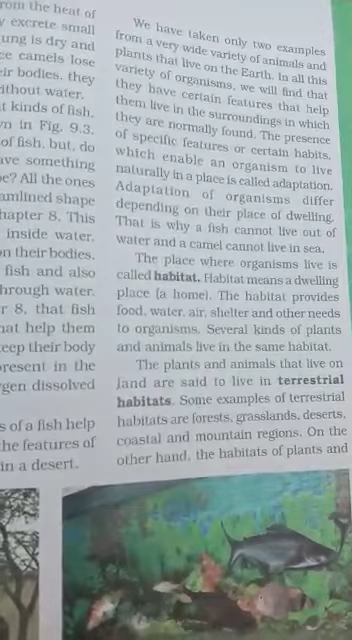 rom the heat of
excrete small
ung is dry and
ce camels lose
eir bodies, they
ithout water.
t kinds of fish.
n in Fig. 9.3.
of fish, but, do
ave something
e? All the ones
amlined shape
hapter 8. This
inside water.
on their bodies.
fish and also
hrough water.
r 8, that fish
hat help them
eep their body
present in the
gen dissolved
s of a fish help
he features of
in a desert.
We have taken only two examples
from a very wide variety of animals and
plants that live on the Earth. In all this
variety of organisms, we will find that
they have certain features that help
them live in the surroundings in which
they are normally found. The presence
of specific features or certain habits,
which enable an organism to live
naturally in a place is called adaptation.
Adaptation of organisms differ
depending on their place of dwelling.
That is why a fish cannot live out of
water and a camel cannot live in sea.
The place where organisms live is
called habitat. Habitat means a dwelling
place (a home). The habitat provides
food, water, air, shelter and other needs
to organisms. Several kinds of plants
and animals live in the same habitat.
The plants and animals that live on
land are said to live in terrestrial
habitats. Some examples of terrestrial
habitats are forests, grasslands, deserts,
coastal and mountain regions. On the
other hand, the habitats of plants and